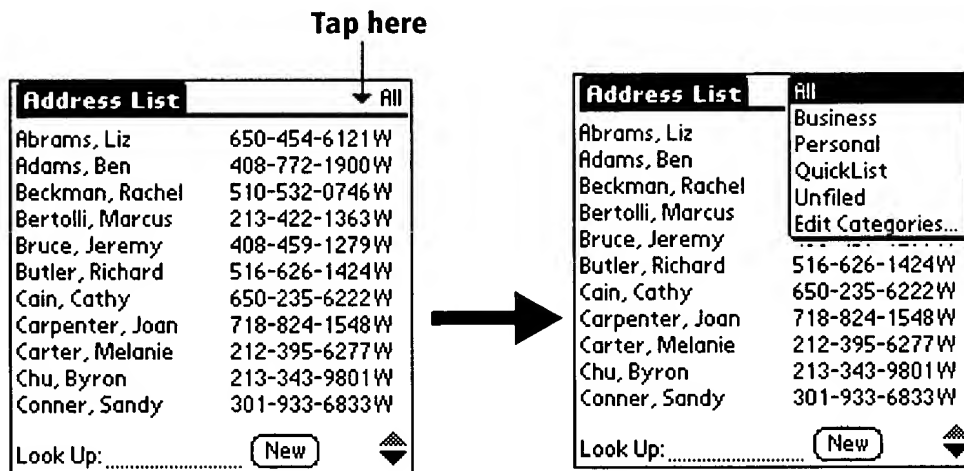 Tap here
Address List All
Abrams, Liz 650-454-6121W
Adams, Ben 408-772-1900W
Beckman, Rachel 510-532-0746W
Bertolli, Marcus 213-422-1363W
Bruce, Jeremy 408-459-1279W
Butler, Richard 516-626-1424W
Cain, Cathy 650-235-6222W
Carpenter, Joan 718-824-1548W
Carter, Melanie 212-395-6277W
Chu, Byron 213-343-9801W
Conner, Sandy 301-933-6833W
Look Up: New
Address List
All
Business
Personal
QuickList
Unfiled
Edit Categories...
Abrams, Liz
Adams, Ben
Beckman, Rachel
Bertolli, Marcus
Bruce, Jeremy
Butler, Richard 516-626-1424W
Cain, Cathy 650-235-6222W
Carpenter, Joan 718-824-1548W
Carter, Melanie 212-395-6277W
Chu, Byron 213-343-9801W
Conner, Sandy 301-933-6833W
Look Up: New